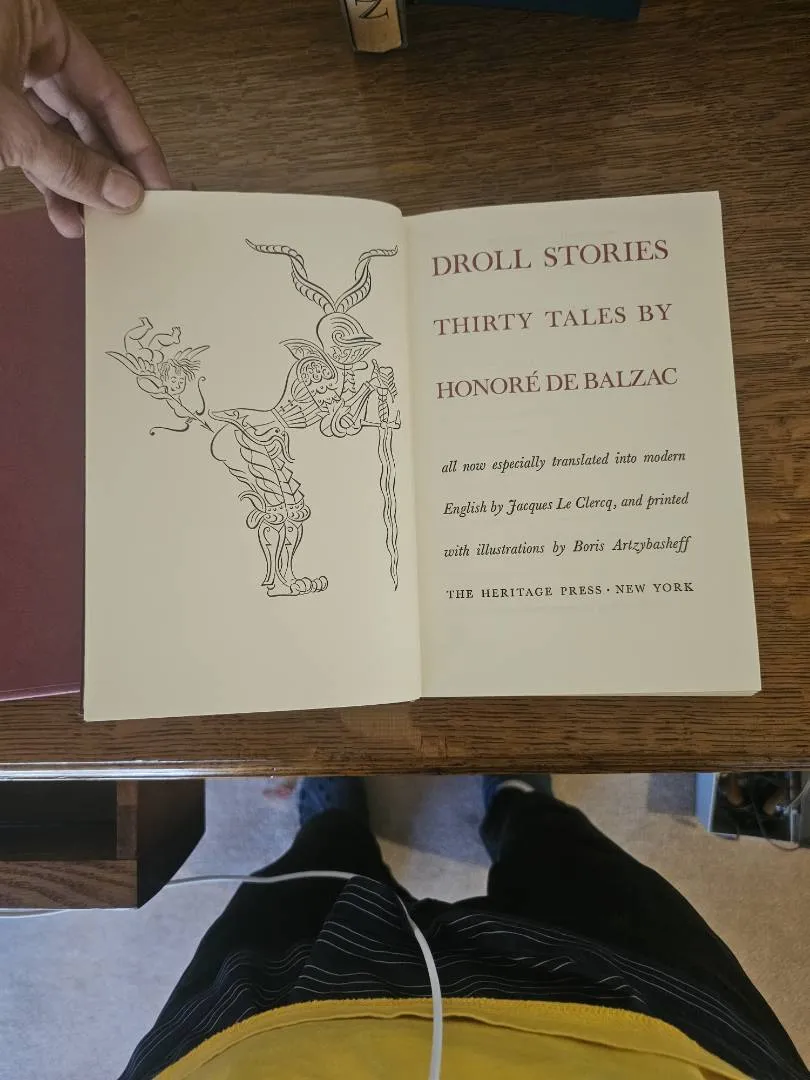 N
DROLL STORIES
THIRTY TALES BY
HONORÉ DE BALZAC
all now especially translated into modern
English by Jacques Le Clercq, and printed
with illustrations by Boris Artzybasheff
THE HERITAGE PRESS · NEW YORK